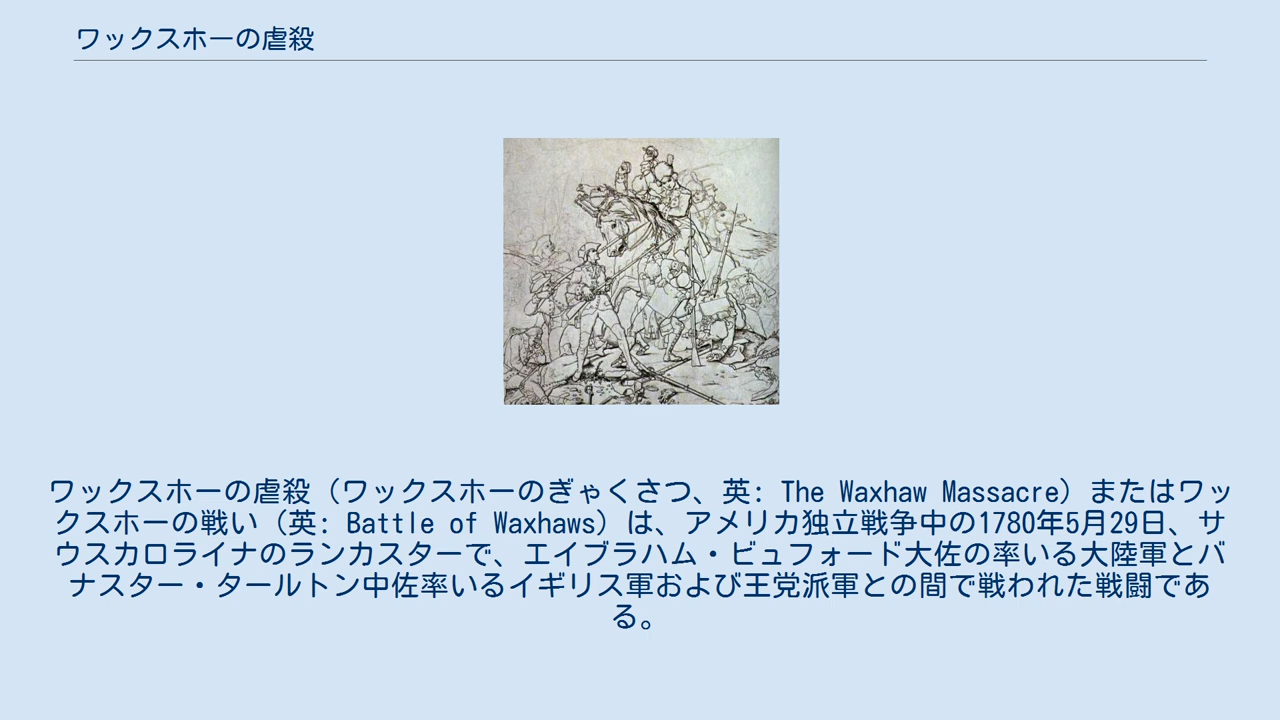 ワックスホーの虐殺
ワックスホーの虐殺（ワックスホーのぎゃくさつ、英: The Waxhaw Massacre）またはワッ
クスホーの戦い（英: Battle of Waxhaws）は、アメリカ独立戦争中の1780年5月29日、サ
ウスカロライナのランカスターで、エイブラハム・ビュフォード大佐の率いる大陸軍とバ
ナスター・タールトン中佐率いるイギリス軍および王党派軍との間で戦われた戦闘であ
る。